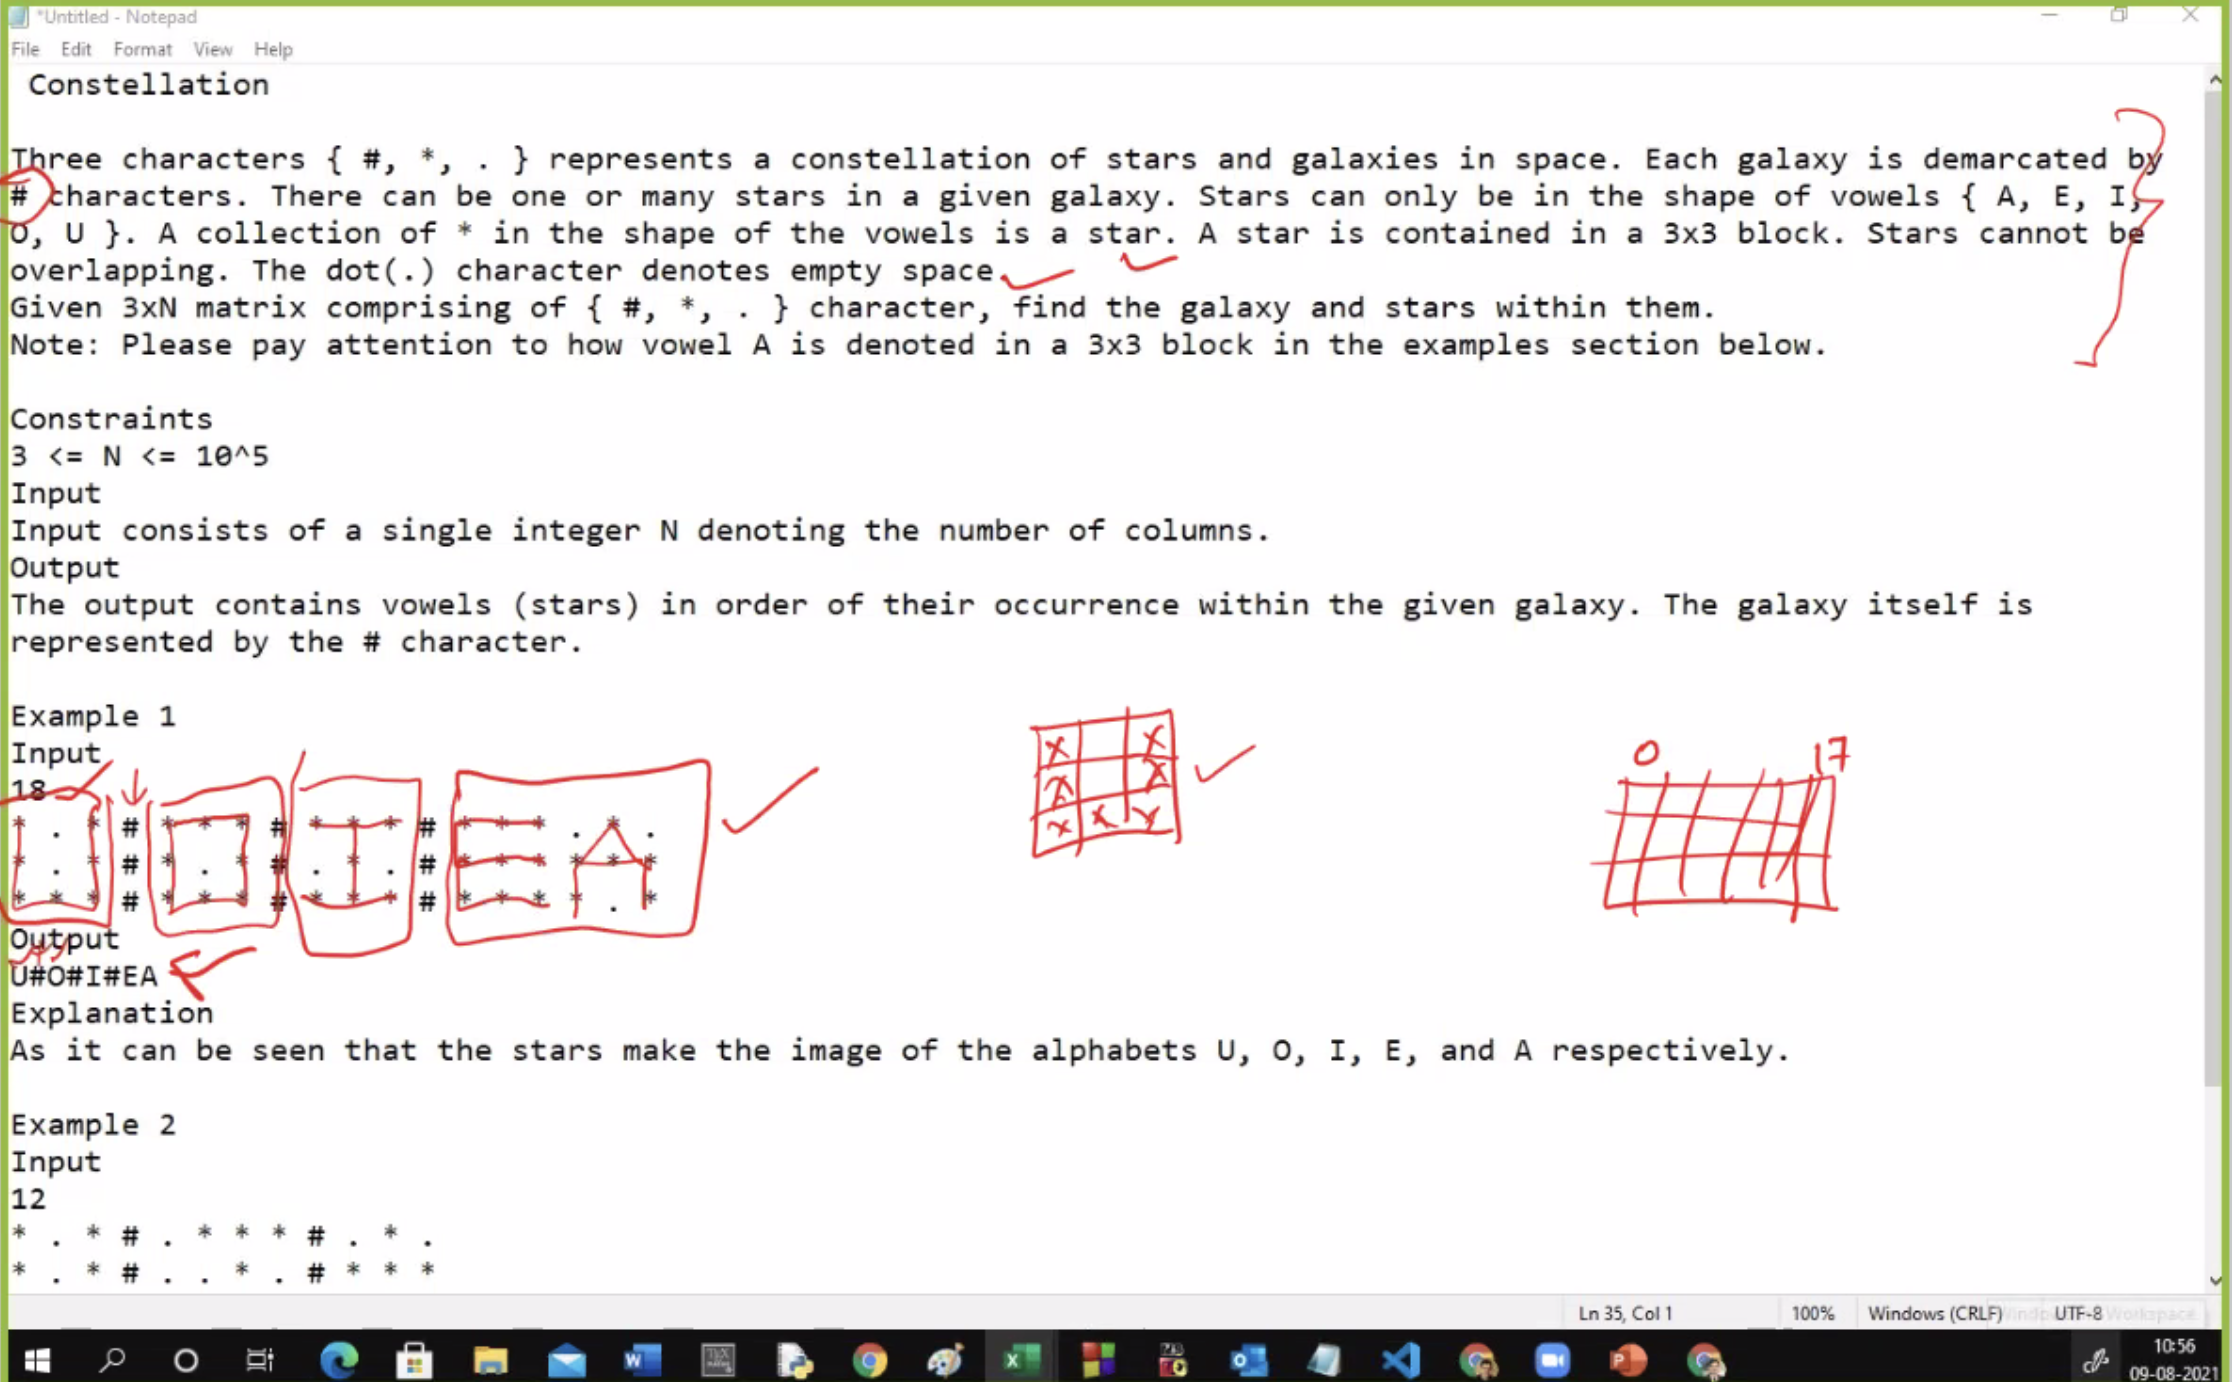 *Untitled - Notepad
File Edit Format View Help
Constellation
Three characters { #, *, . } represents a constellation of stars and galaxies in space. Each galaxy is demarcated by
# characters. There can be one or many stars in a given galaxy. Stars can only be in the shape of vowels { A, E, I,
O, U }. A collection of * in the shape of the vowels is a star. A star is contained in a 3x3 block. Stars cannot be
overlapping. The dot(.) character denotes empty space.
Given 3xN matrix comprising of { #, *, . } character, find the galaxy and stars within them.
Note: Please pay attention to how vowel A is denoted in a 3x3 block in the examples section below.
Constraints
3 <= N <= 10^5
Input
Input consists of a single integer N denoting the number of columns.
Output
The output contains vowels (stars) in order of their occurrence within the given galaxy. The galaxy itself is
represented by the # character.
Example 1
Input
18
* . * # * * * # * * * # * * * . * .
* . * # * . * # . * . # * * * * * *
* * * # * * * # * * * # * * * * . *
X X
X X
X X X
0 17
Output
U#O#I#EA
Explanation
As it can be seen that the stars make the image of the alphabets U, O, I, E, and A respectively.
Example 2
Input
12
* . * # . * * * # . * .
* . * # . . * . # * * *
Ln 35, Col 1 100% Windows (CRLF) UTF-8
10:56
09-08-2021